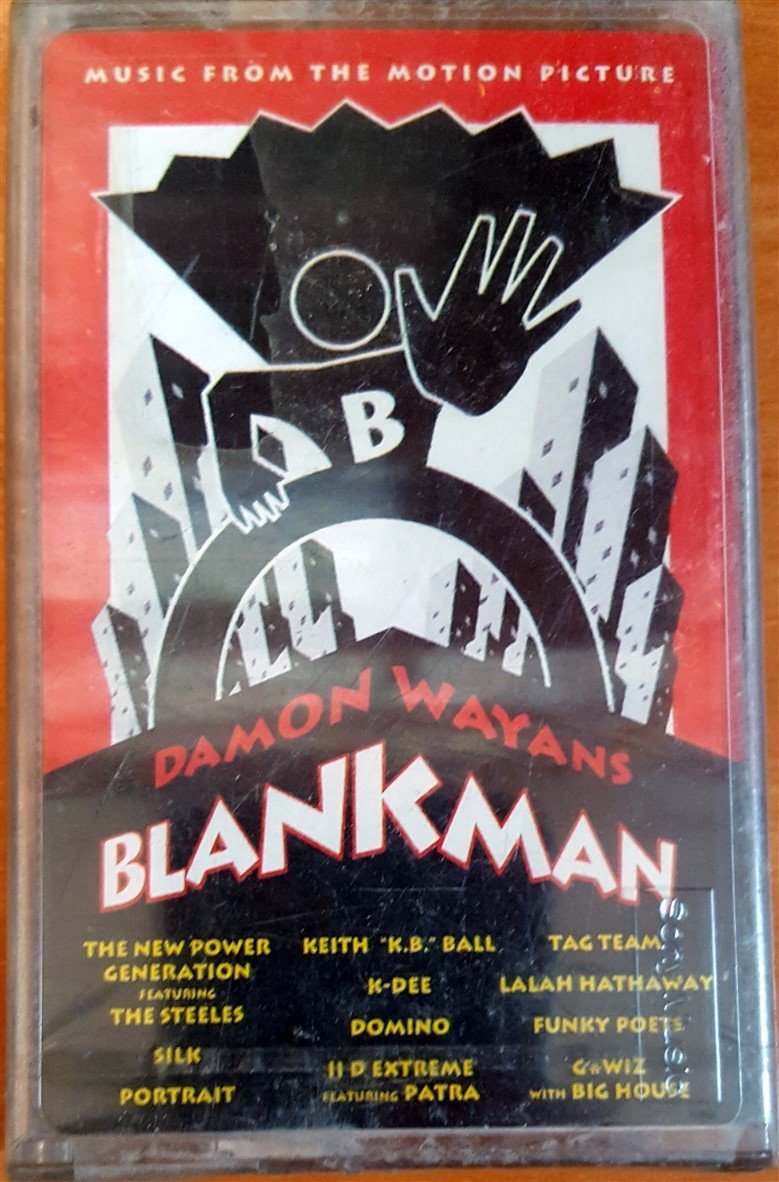 MUSIC FROM THE MOTION PICTURE
B
DAMON WAYANS
BLANKMAN
THE NEW POWER
GENERATION
FEATURING
THE STEELES
SILK
PORTRAIT
KEITH "K.B." BALL
K-DEE
DOMINO
II D EXTREME
FEATURING PATRA
TAG TEAM
LALAH HATHAWAY
FUNKY POETS
G-WIZ
WITH BIG HOUSE